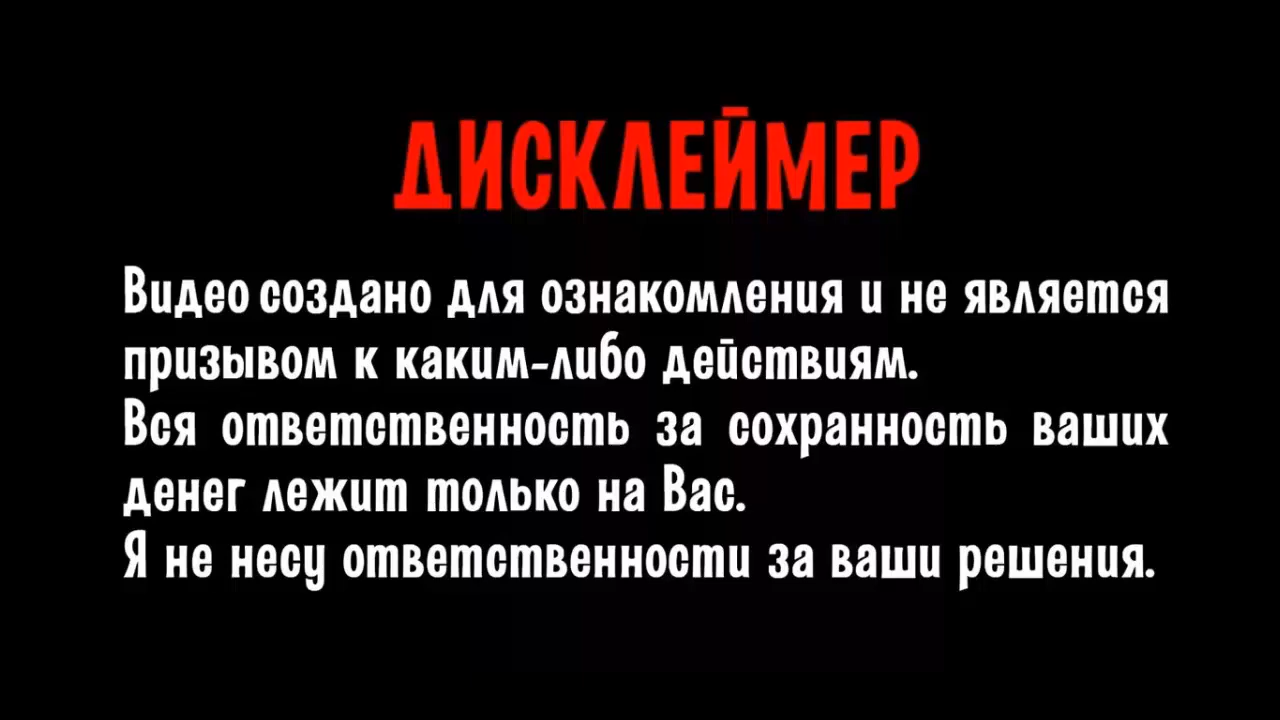 ДИСКЛЕЙМЕР
Видео создано для ознакомления и не является
призывом к каким-либо действиям.
Вся ответственность за сохранность ваших
денег лежит только на Вас.
Я не несу ответственности за ваши решения.